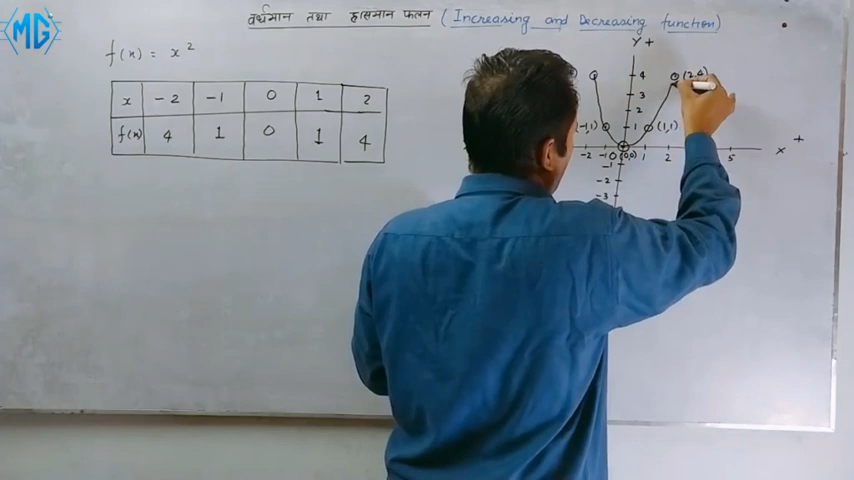 MG
वर्धमान तथा ह्रासमान फलन (Increasing and Decreasing function)
f(x) = x²
x -2 -1 0 1 2
f(x) 4 1 0 1 4
Y +
4 (2,4)
3
2
(-1,1) 1 (1,1)
-2 -1 0 (0,0) 1 2 5 x +
-1
-2
-3